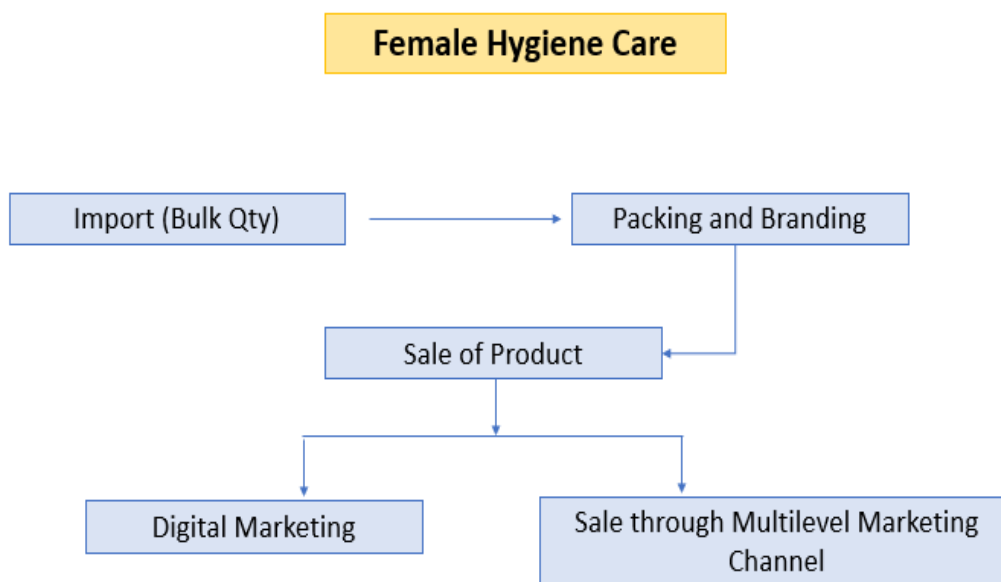 Female Hygiene Care
Import (Bulk Qty)
Packing and Branding
Sale of Product
Digital Marketing
Sale through Multilevel Marketing
Channel